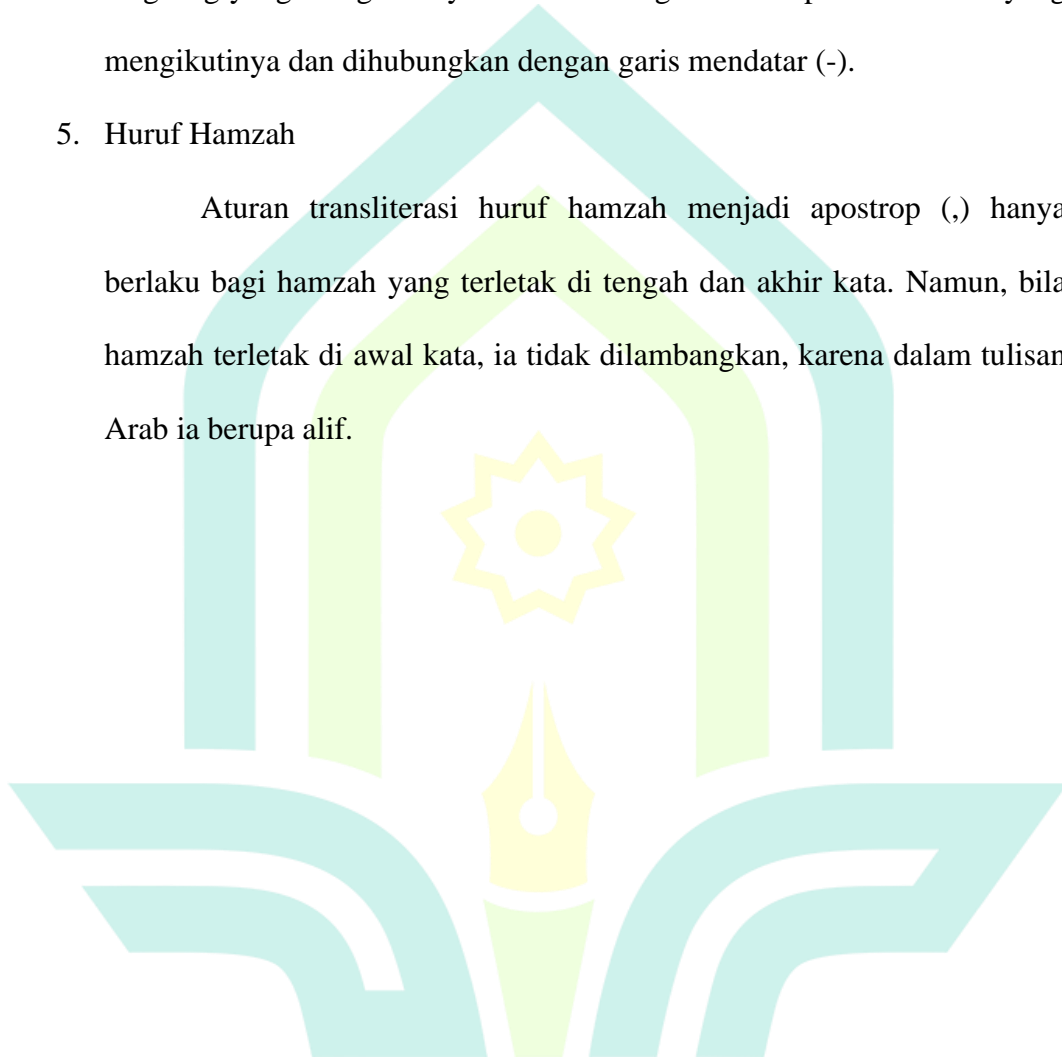 mengikutinya dan dihubungkan dengan garis mendatar (-).
5. Huruf Hamzah
Aturan transliterasi huruf hamzah menjadi apostrop (,) hanya
berlaku bagi hamzah yang terletak di tengah dan akhir kata. Namun, bila
hamzah terletak di awal kata, ia tidak dilambangkan, karena dalam tulisan
Arab ia berupa alif.